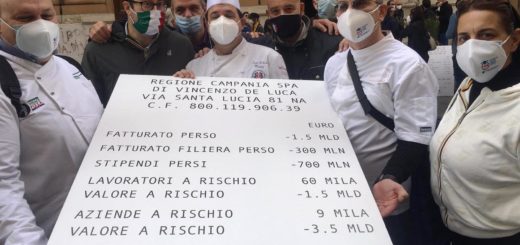 REGIONE CAMPANIA SPA
DI VINCENZO DE LUCA
VIA SANTA LUCIA 81 NA
C.F. 800.119.906.39
EURO
FATTURATO PERSO -1.5 MLD
FATTURATO FILIERA PERSO -300 MLN
STIPENDI PERSI -700 MLN
LAVORATORI A RISCHIO 60 MILA
VALORE A RISCHIO -1.5 MLD
AZIENDE A RISCHIO 9 MILA
VALORE A RISCHIO -3.5 MLD